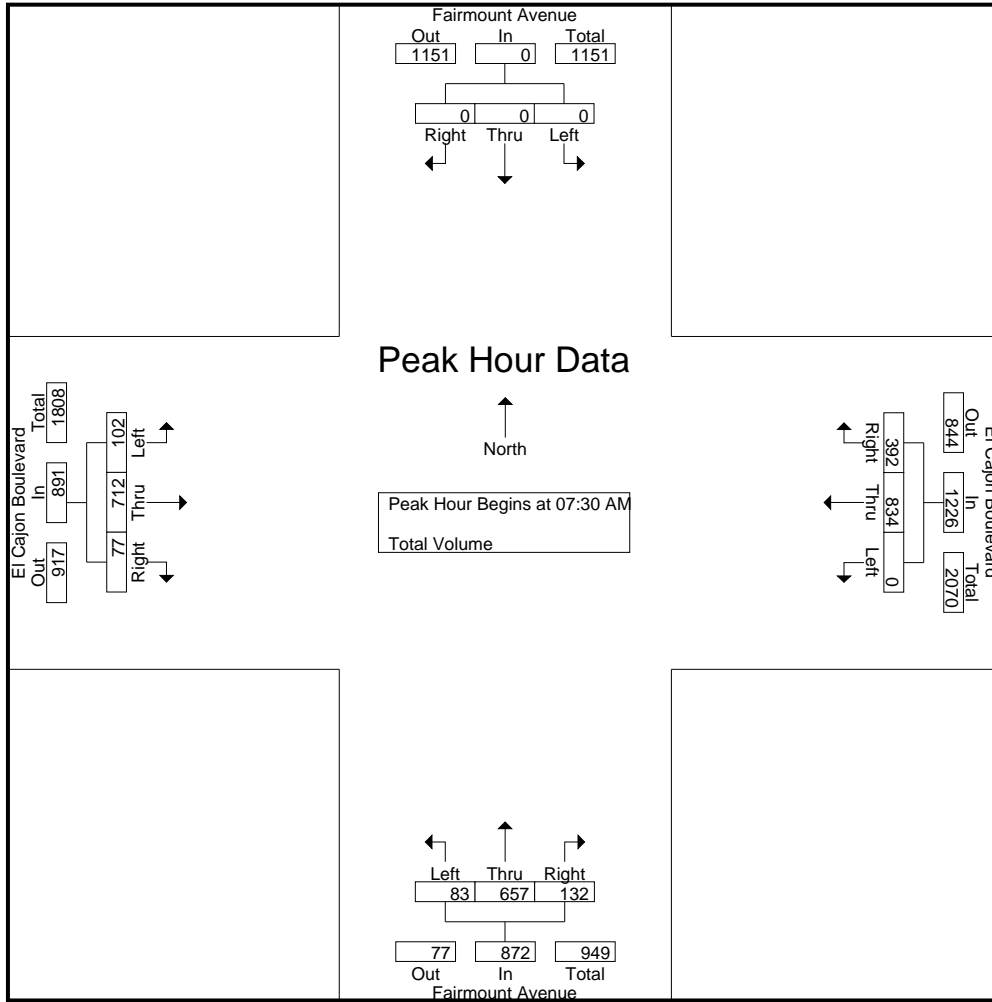 Fairmount Avenue
Out In Total
1151 0 1151
0 0 0
Right Thru Left
Peak Hour Data
North
Peak Hour Begins at 07:30 AM
Total Volume
El Cajon Boulevard
Out In Total
917 891 1808
102 712 77
Left Thru Right
El Cajon Boulevard
Out In Total
844 1226 2070
392 834 0
Right Thru Left
Left Thru Right
83 657 132
77 872 949
Out In Total
Fairmount Avenue